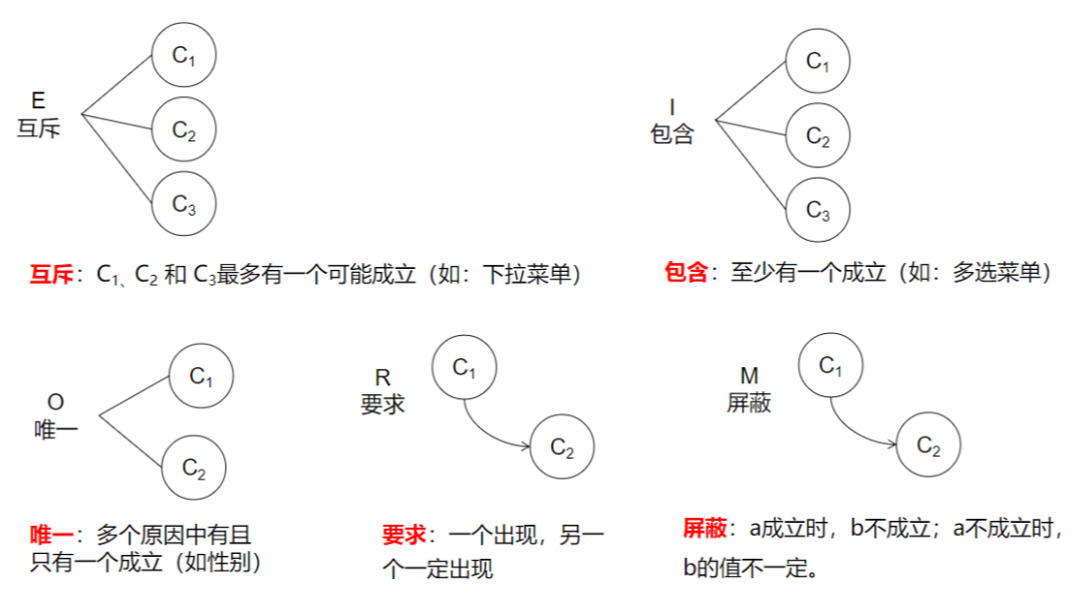 E
互斥
C₁
C₂
C₃
I
包含
C₁
C₂
C₃
互斥：C₁、C₂ 和 C₃最多有一个可能成立（如：下拉菜单）
包含：至少有一个成立（如：多选菜单）
O
唯一
C₁
C₂
R
要求
C₁
C₂
M
屏蔽
C₁
C₂
唯一：多个原因中有且
只有一个成立（如性别）
要求：一个出现，另一
个一定出现
屏蔽：a成立时，b不成立；a不成立时，
b的值不一定。